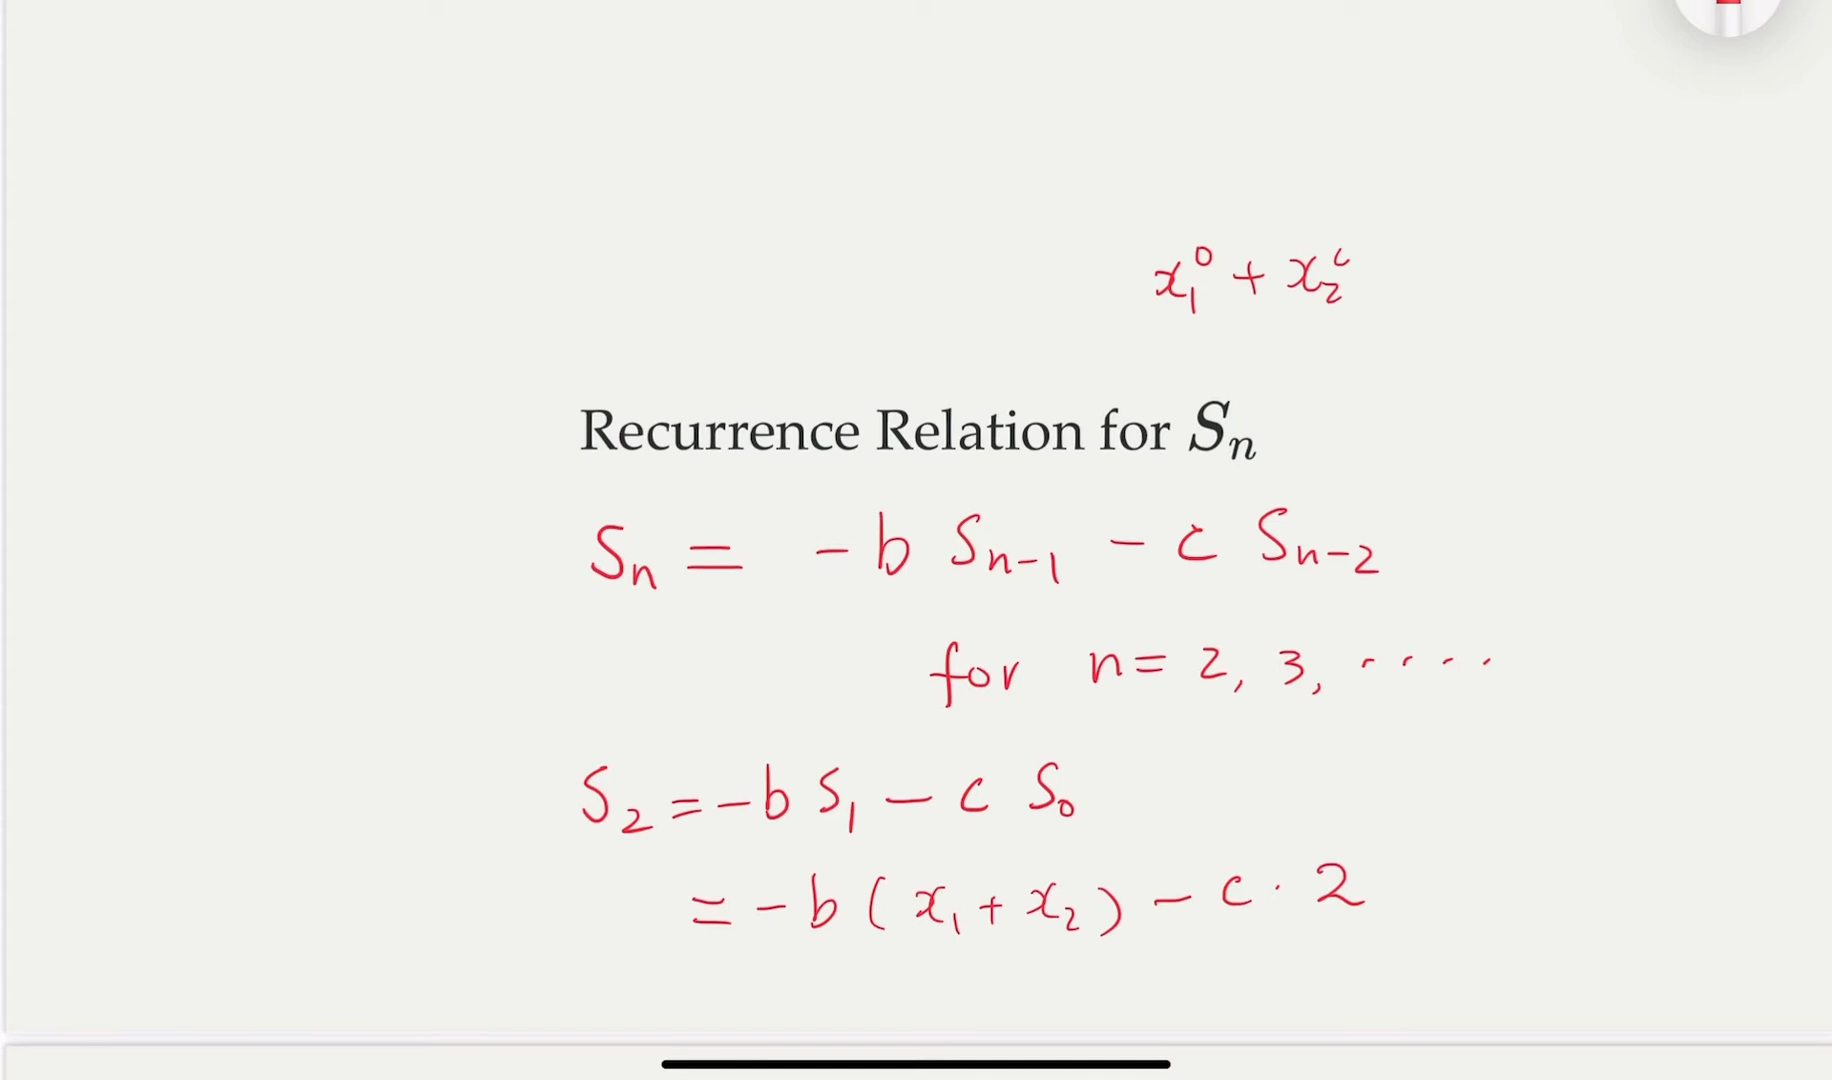 x₁⁰ + x₂
Recurrence Relation for Sₙ
Sₙ = - b Sₙ₋₁ - c Sₙ₋₂
for n = 2, 3, ....
S₂ = -b S₁ - c S₀
= -b ( x₁ + x₂ ) - c · 2